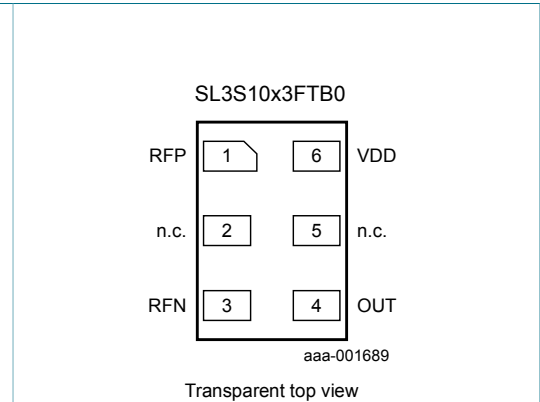 SL3S10x3FTB0
RFP 1 6 VDD
n.c. 2 5 n.c.
RFN 3 4 OUT
aaa-001689
Transparent top view